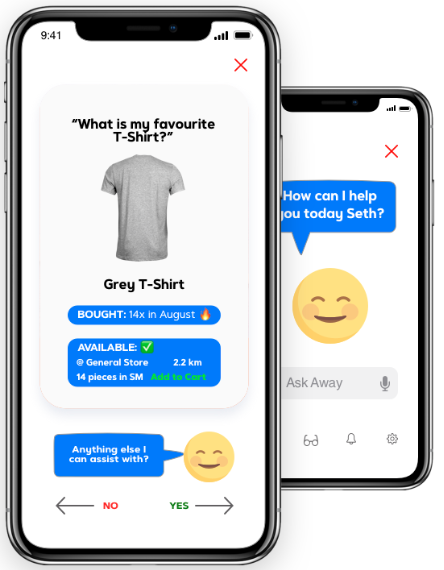 9:41
“What is my favourite
T-Shirt?”
Grey T-Shirt
BOUGHT: 14x in August 🔥
AVAILABLE: ✅
@ General Store 2.2 km
14 pieces in SM Add to Cart
Anything else I
can assist with?
NO YES
How can I help
you today Seth?
Ask Away